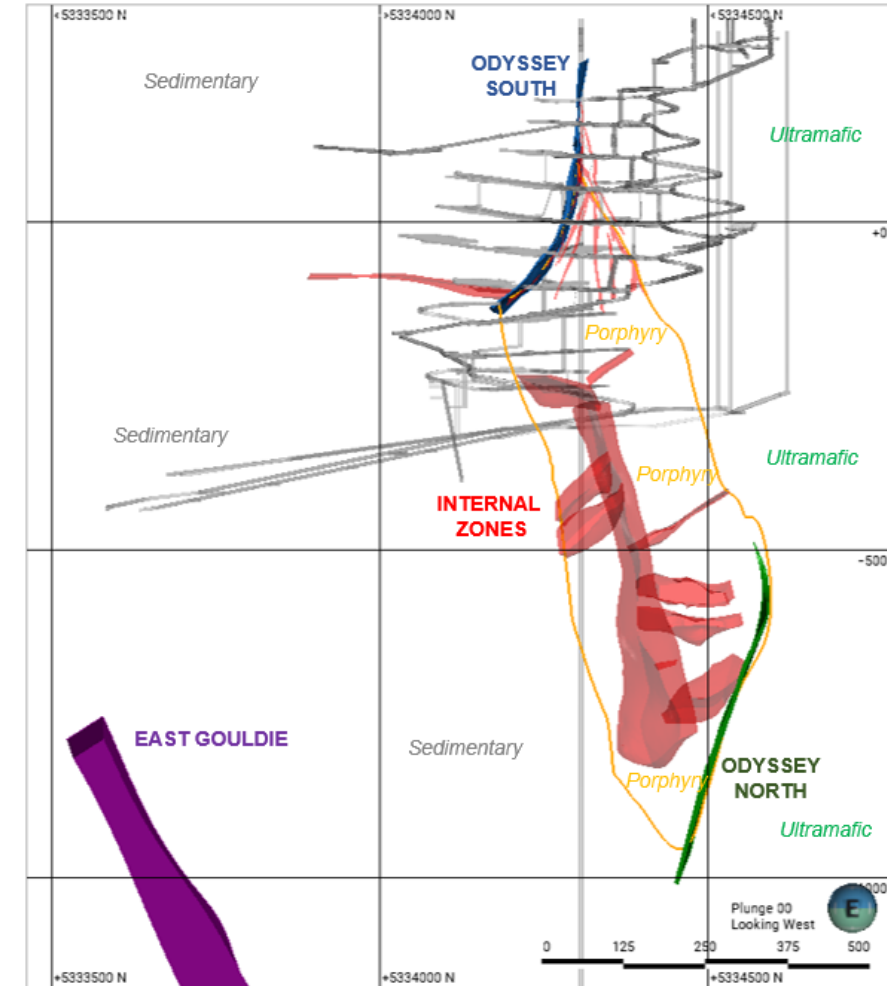 +5333500 N
+5334000 N
+5334500 N
ODYSSEY
SOUTH
Sedimentary
Ultramafic
+0
Porphyry
Sedimentary
Ultramafic
Porphyry
INTERNAL
ZONES
-500
EAST GOULDIE
Sedimentary
ODYSSEY
NORTH
Porphyry
Ultramafic
Plunge 00
Looking West
E
0 125 250 375 500
+5333500 N
+5334000 N
+5334500 N